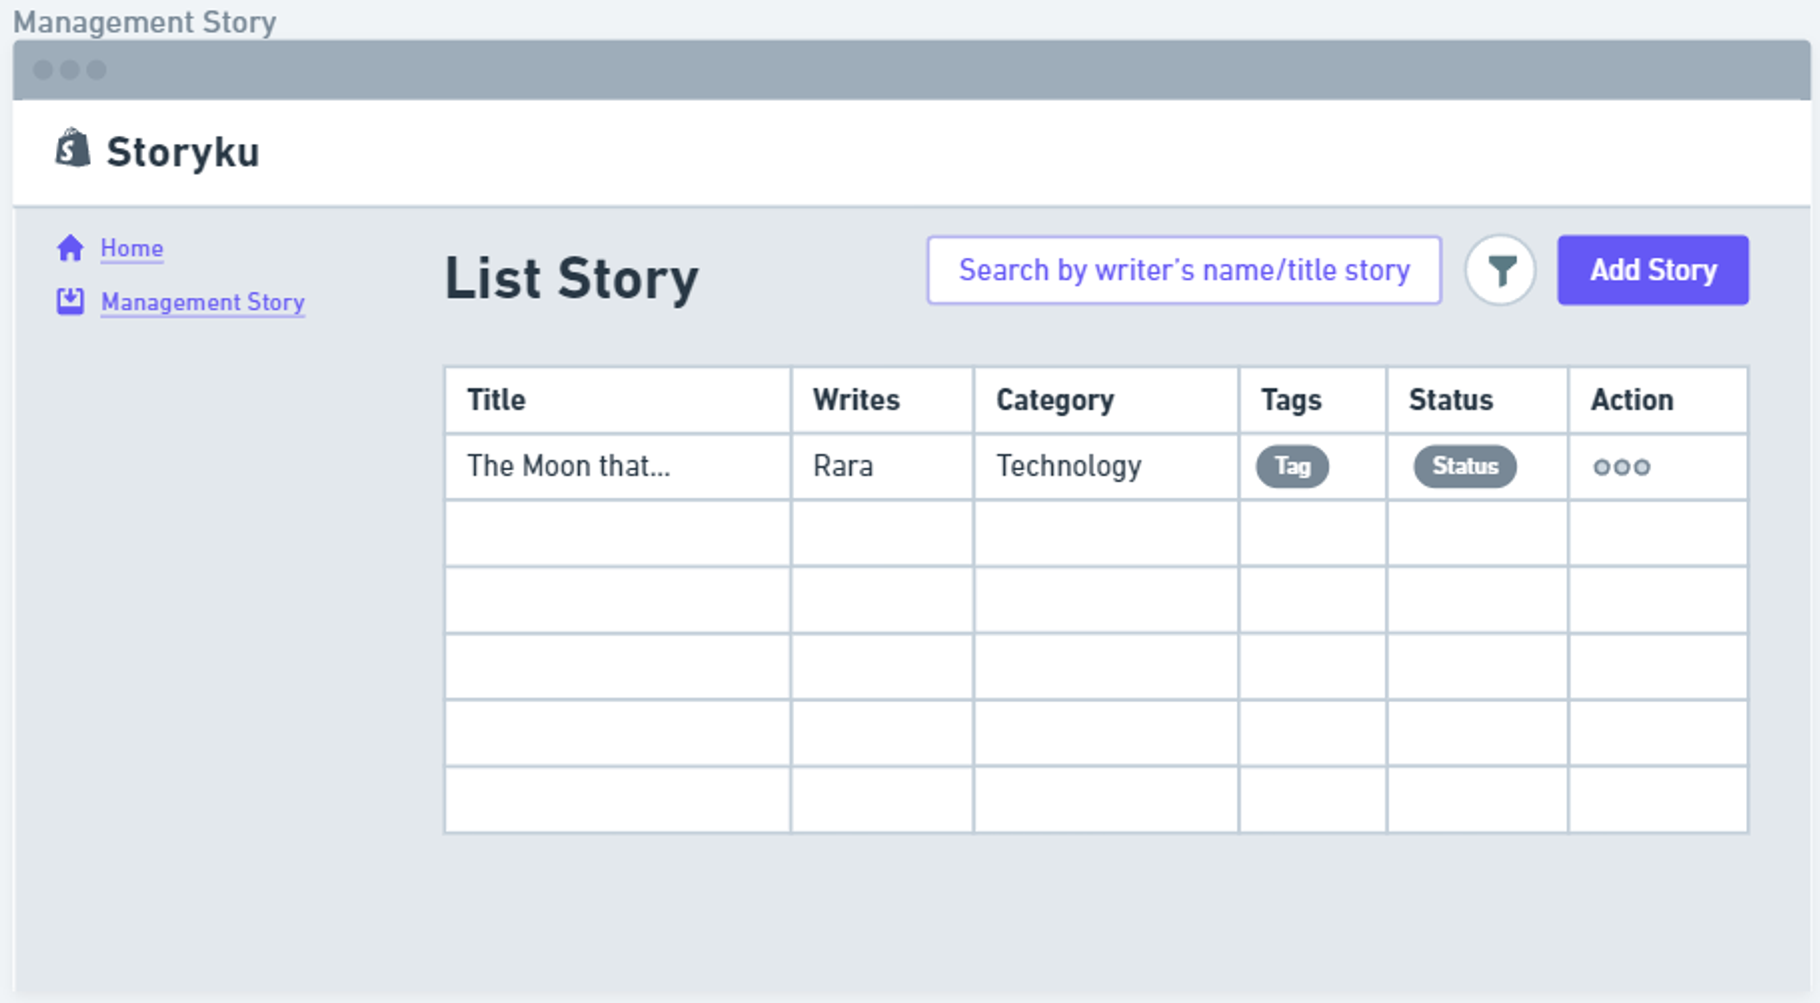 Management Story
Storyku
Home
Management Story
List Story
Search by writer's name/title story
Add Story
Title Writes Category Tags Status Action
The Moon that... Rara Technology Tag Status